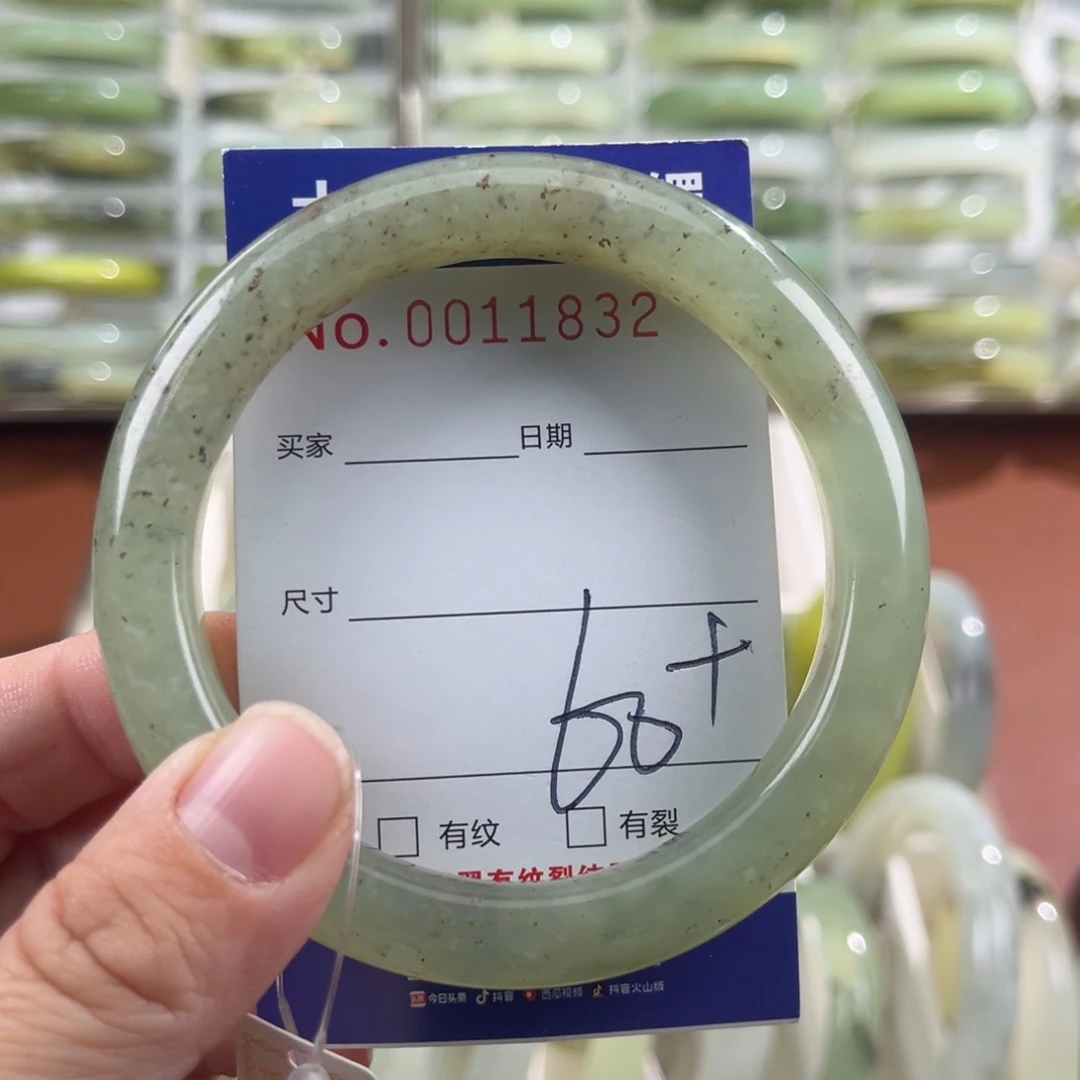 NO.0011832
买家 日期
尺寸
60+
有纹 有裂
今日头条 抖音 西瓜视频 抖音火山版